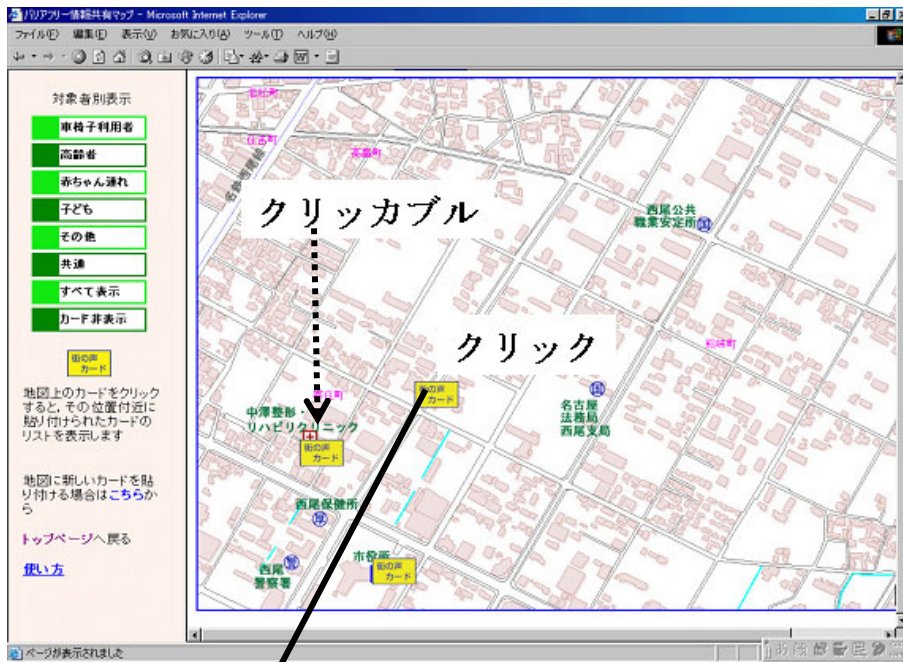 バリアフリー情報共有マップ - Microsoft Internet Explorer
ファイル(F) 編集(E) 表示(V) お気に入り(A) ツール(T) ヘルプ(H)
対象者別表示
車椅子利用者
高齢者
赤ちゃん連れ
子ども
その他
共通
すべて表示
カード非表示
街の声
カード
地図上のカードをクリック
すると、その位置付近に
貼り付けられたカードの
リストを表示します
地図に新しいカードを貼
り付ける場合はこちらか
ら
トップページへ戻る
使い方
住吉町
高畠町
名鉄西尾線
クリッカブル
西尾公共
職業安定所
クリック
街の声
カード
中澤整形・
リハビリクリニック
街の声
カード
名古屋
法務局
西尾支局
西尾保健所
市役所
街の声
カード
西尾
警察署
ページが表示されました